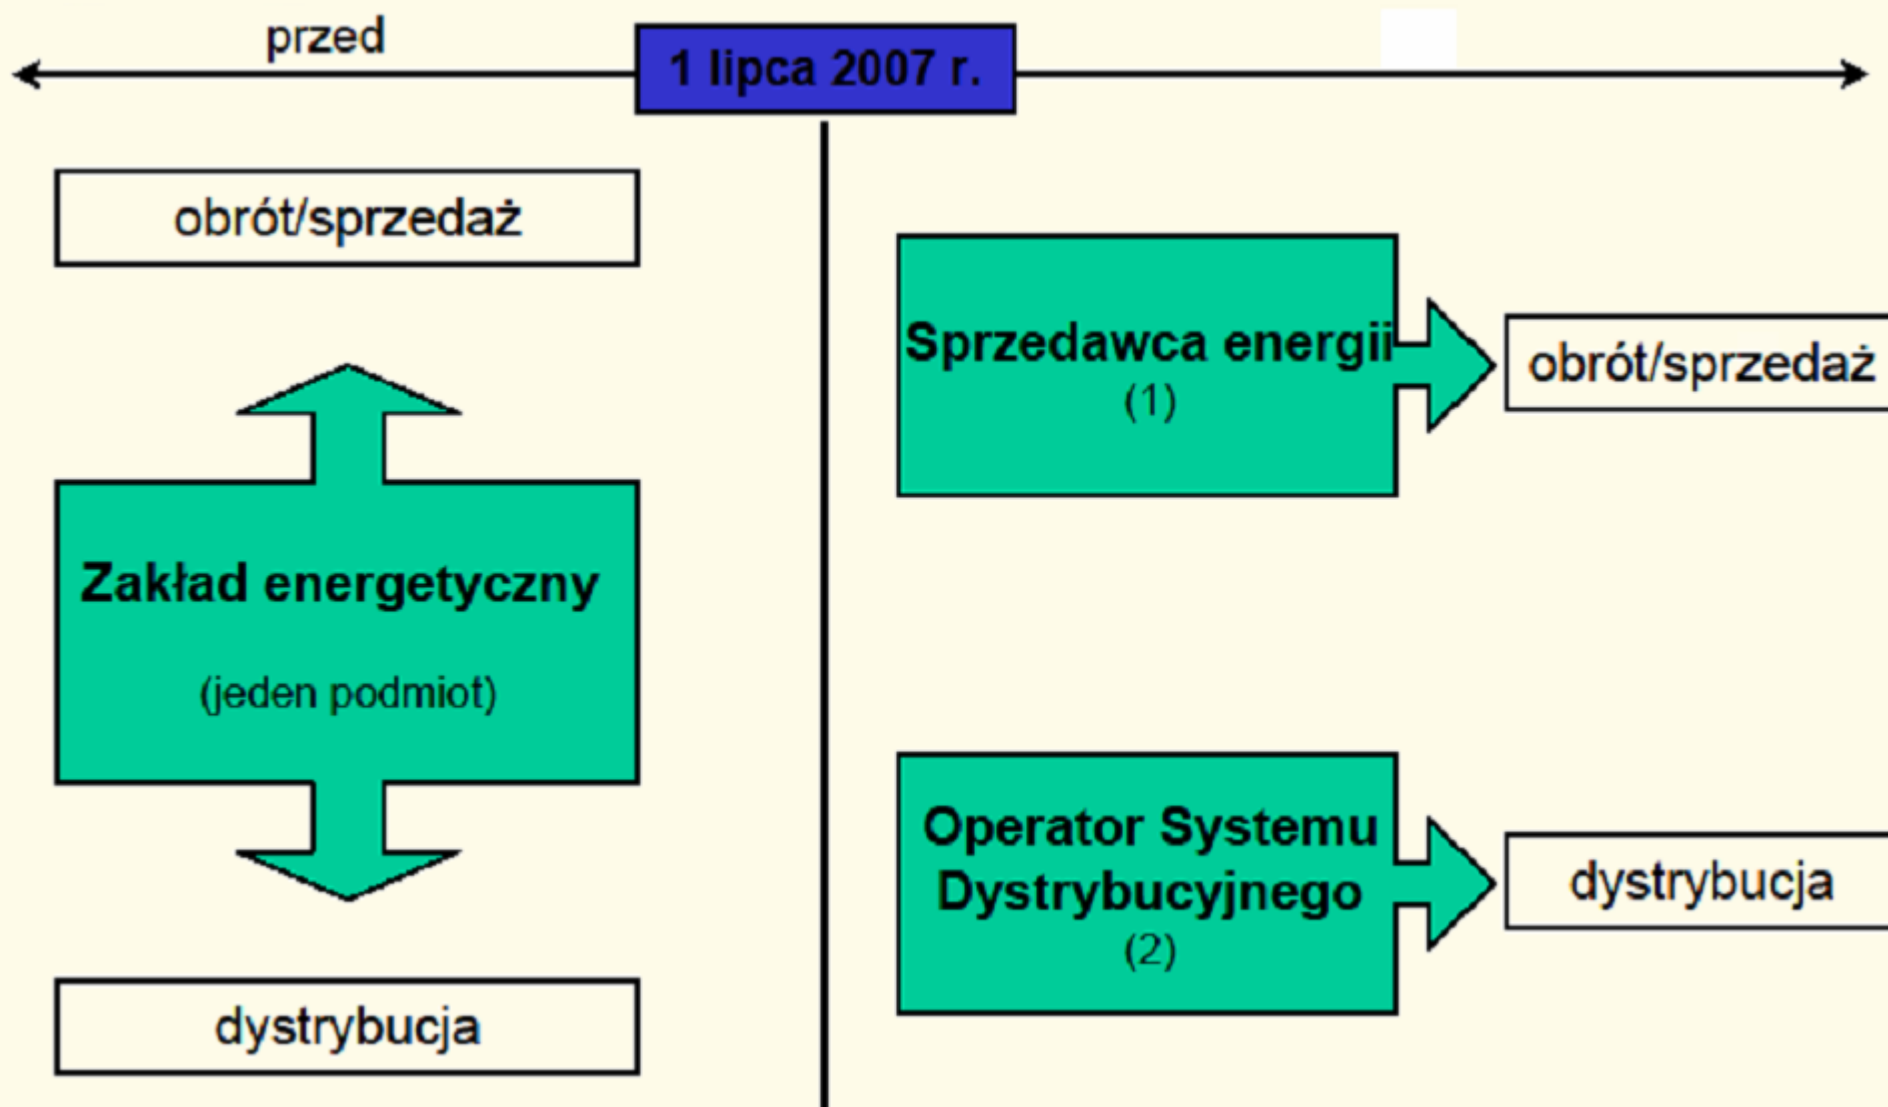 przed
1 lipca 2007 r.
obrót/sprzedaż
Zakład energetyczny
(jeden podmiot)
dystrybucja
Sprzedawca energii
(1)
obrót/sprzedaż
Operator Systemu
Dystrybucyjnego
(2)
dystrybucja